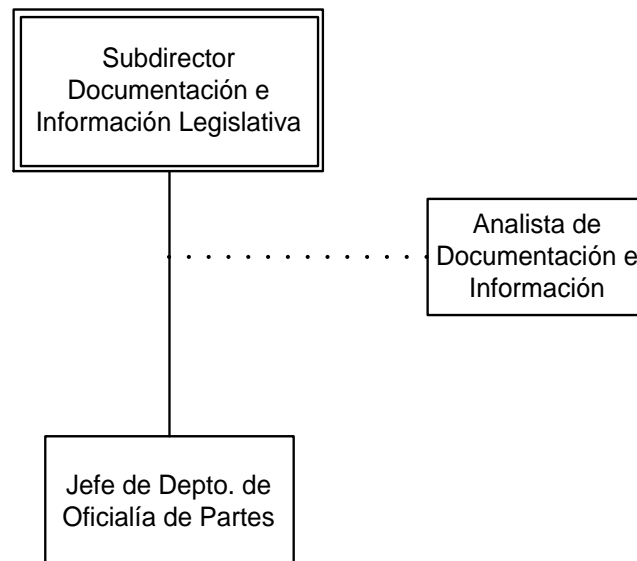 Subdirector
Documentación e
Información Legislativa
Analista de
Documentación e
Información
Jefe de Depto. de
Oficialía de Partes